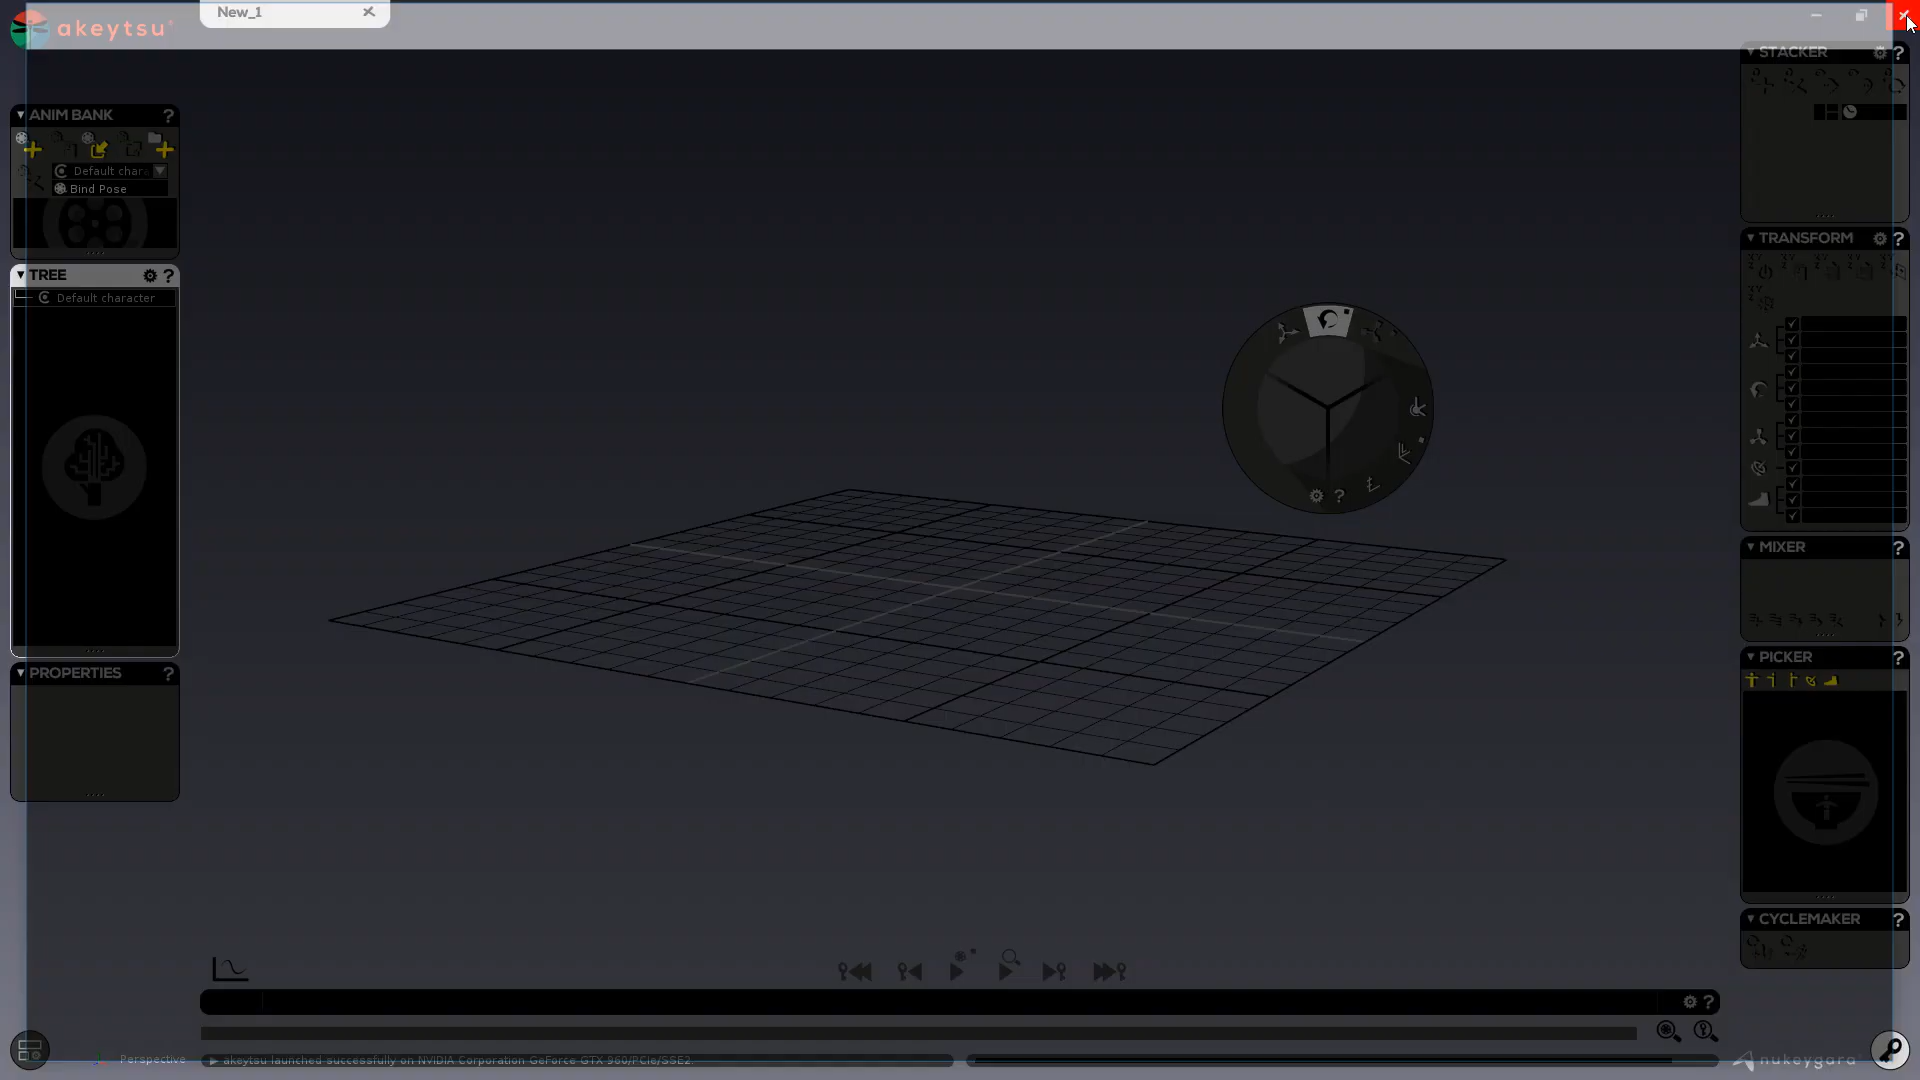 New_1
akeytsu
STACKER ?
ANIM BANK ?
Default chara
Bind Pose
TREE ?
Default character
TRANSFORM ?
?
MIXER ?
PICKER ?
PROPERTIES ?
CYCLEMAKER ?
?
Perspective
akeytsu launched successfully on NVIDIA Corporation GeForce GTX 960/PCIe/SSE2.
nukeygara